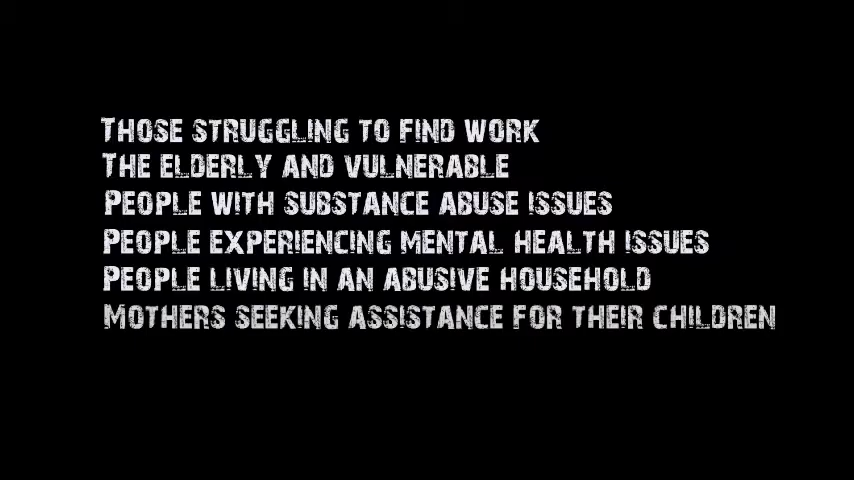 Those struggling to find work
The elderly and vulnerable
People with substance abuse issues
People experiencing mental health issues
People living in an abusive household
Mothers seeking assistance for their children